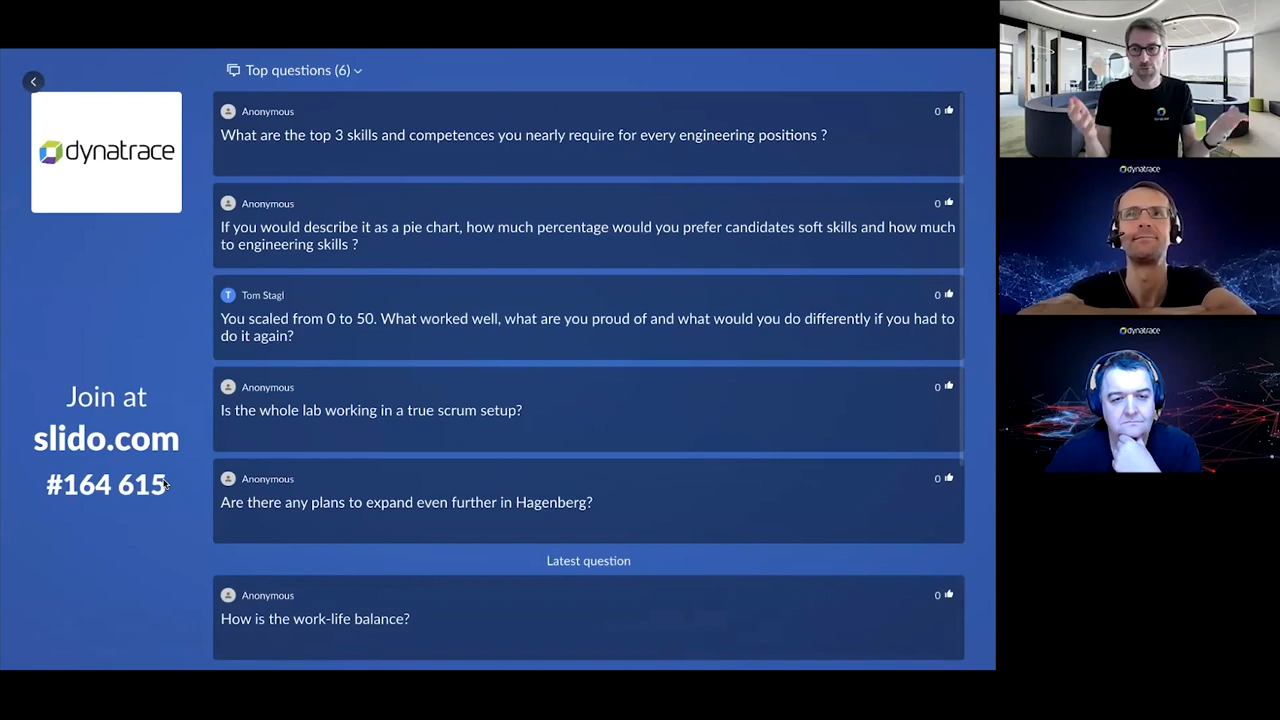 Top questions (6)
dynatrace
Join at
slido.com
#164 615
Anonymous
0
What are the top 3 skills and competences you nearly require for every engineering positions ?
Anonymous
0
If you would describe it as a pie chart, how much percentage would you prefer candidates soft skills and how much
to engineering skills ?
T
Tom Stagl
0
You scaled from 0 to 50. What worked well, what are you proud of and what would you do differently if you had to
do it again?
Anonymous
0
Is the whole lab working in a true scrum setup?
Anonymous
0
Are there any plans to expand even further in Hagenberg?
Latest question
Anonymous
0
How is the work-life balance?
dynatrace
dynatrace
dynatrace